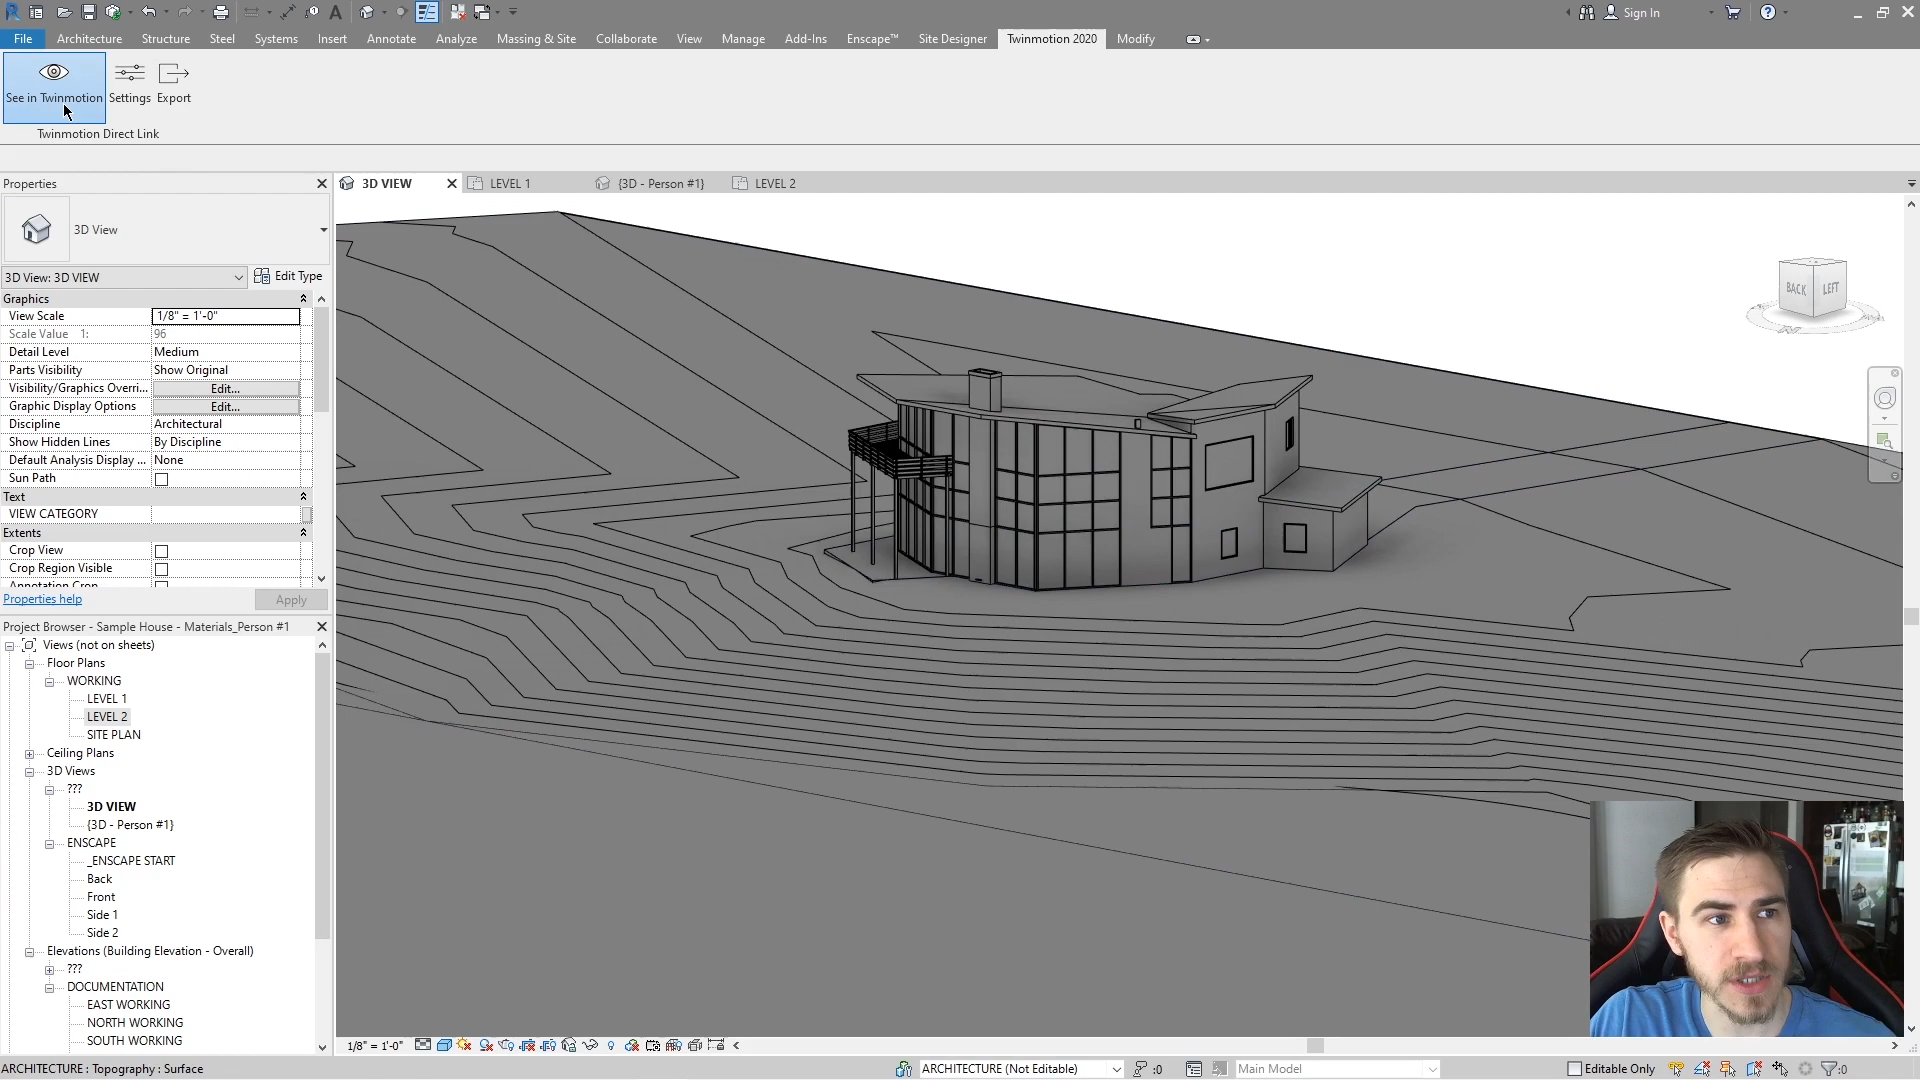 Sign In
File Architecture Structure Steel Systems Insert Annotate Analyze Massing & Site Collaborate View Manage Add-Ins Enscape™ Site Designer Twinmotion 2020 Modify
See in Twinmotion Settings Export
Twinmotion Direct Link
Properties
3D VIEW LEVEL 1 {3D - Person #1} LEVEL 2
3D View
3D View: 3D VIEW Edit Type
Graphics
View Scale 1/8" = 1'-0"
Scale Value 1: 96
Detail Level Medium
Parts Visibility Show Original
Visibility/Graphics Overri... Edit...
Graphic Display Options Edit...
Discipline Architectural
Show Hidden Lines By Discipline
Default Analysis Display ... None
Sun Path
Text
VIEW CATEGORY
Extents
Crop View
Crop Region Visible
Annotation Crop
Properties help Apply
BACK LEFT
Project Browser - Sample House - Materials_Person #1
Views (not on sheets)
Floor Plans
WORKING
LEVEL 1
LEVEL 2
SITE PLAN
Ceiling Plans
3D Views
???
3D VIEW
{3D - Person #1}
ENSCAPE
_ENSCAPE START
Back
Front
Side 1
Side 2
Elevations (Building Elevation - Overall)
???
DOCUMENTATION
EAST WORKING
NORTH WORKING
SOUTH WORKING
1/8" = 1'-0"
ARCHITECTURE : Topography : Surface
ARCHITECTURE (Not Editable) :0 Main Model Editable Only :0